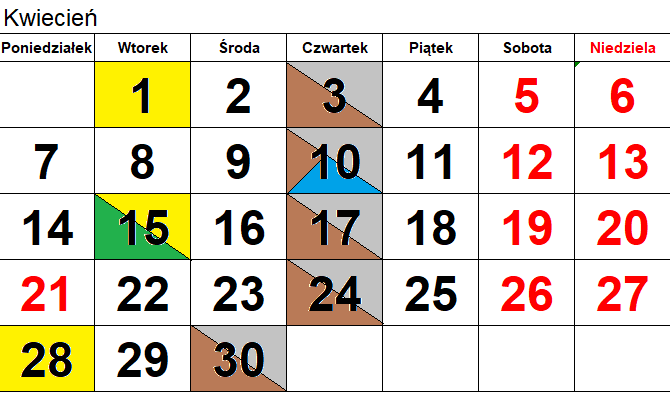 Kwiecień
Poniedziałek Wtorek Środa Czwartek Piątek Sobota Niedziela
1 2 3 4 5 6
7 8 9 10 11 12 13
14 15 16 17 18 19 20
21 22 23 24 25 26 27
28 29 30